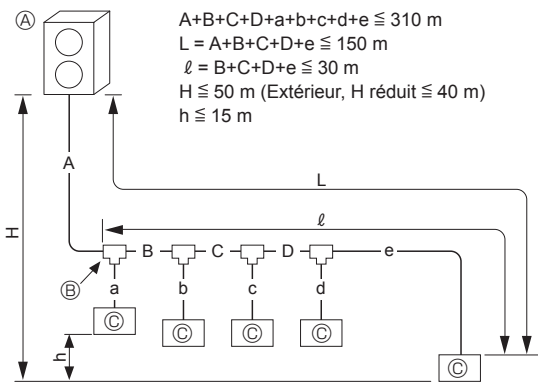 Ⓐ
A+B+C+D+a+b+c+d+e ≦ 310 m
L = A+B+C+D+e ≦ 150 m
ℓ = B+C+D+e ≦ 30 m
H ≦ 50 m (Extérieur, H réduit ≦ 40 m)
h ≦ 15 m
A
L
H
ℓ
B C D e
Ⓑ a b c d
Ⓒ Ⓒ Ⓒ Ⓒ
h
Ⓒ